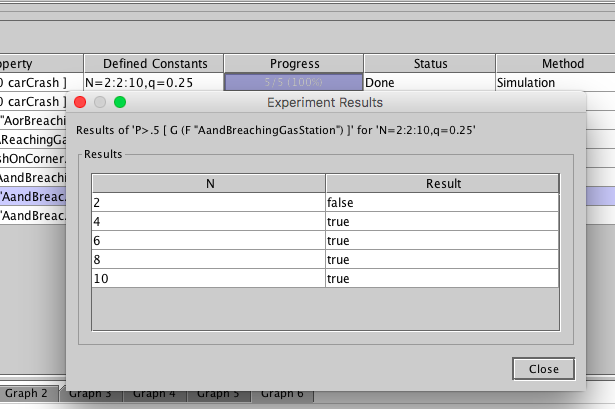 operty Defined Constants Progress Status Method
0 carCrash ] N=2:2:10,q=0.25 5/5 (100%) Done Simulation
0 carCrash ]
Experiment Results
"AorBreachi
AReachingGa
shOnCorner.
AandBreachi
"AandBreac.
"AandBreac.
Results of 'P>.5 [ G (F "AandBreachingGasStation") ]' for 'N=2:2:10,q=0.25'
Results
N Result
2 false
4 true
6 true
8 true
10 true
Close
Graph 2 Graph 3 Graph 4 Graph 5 Graph 6